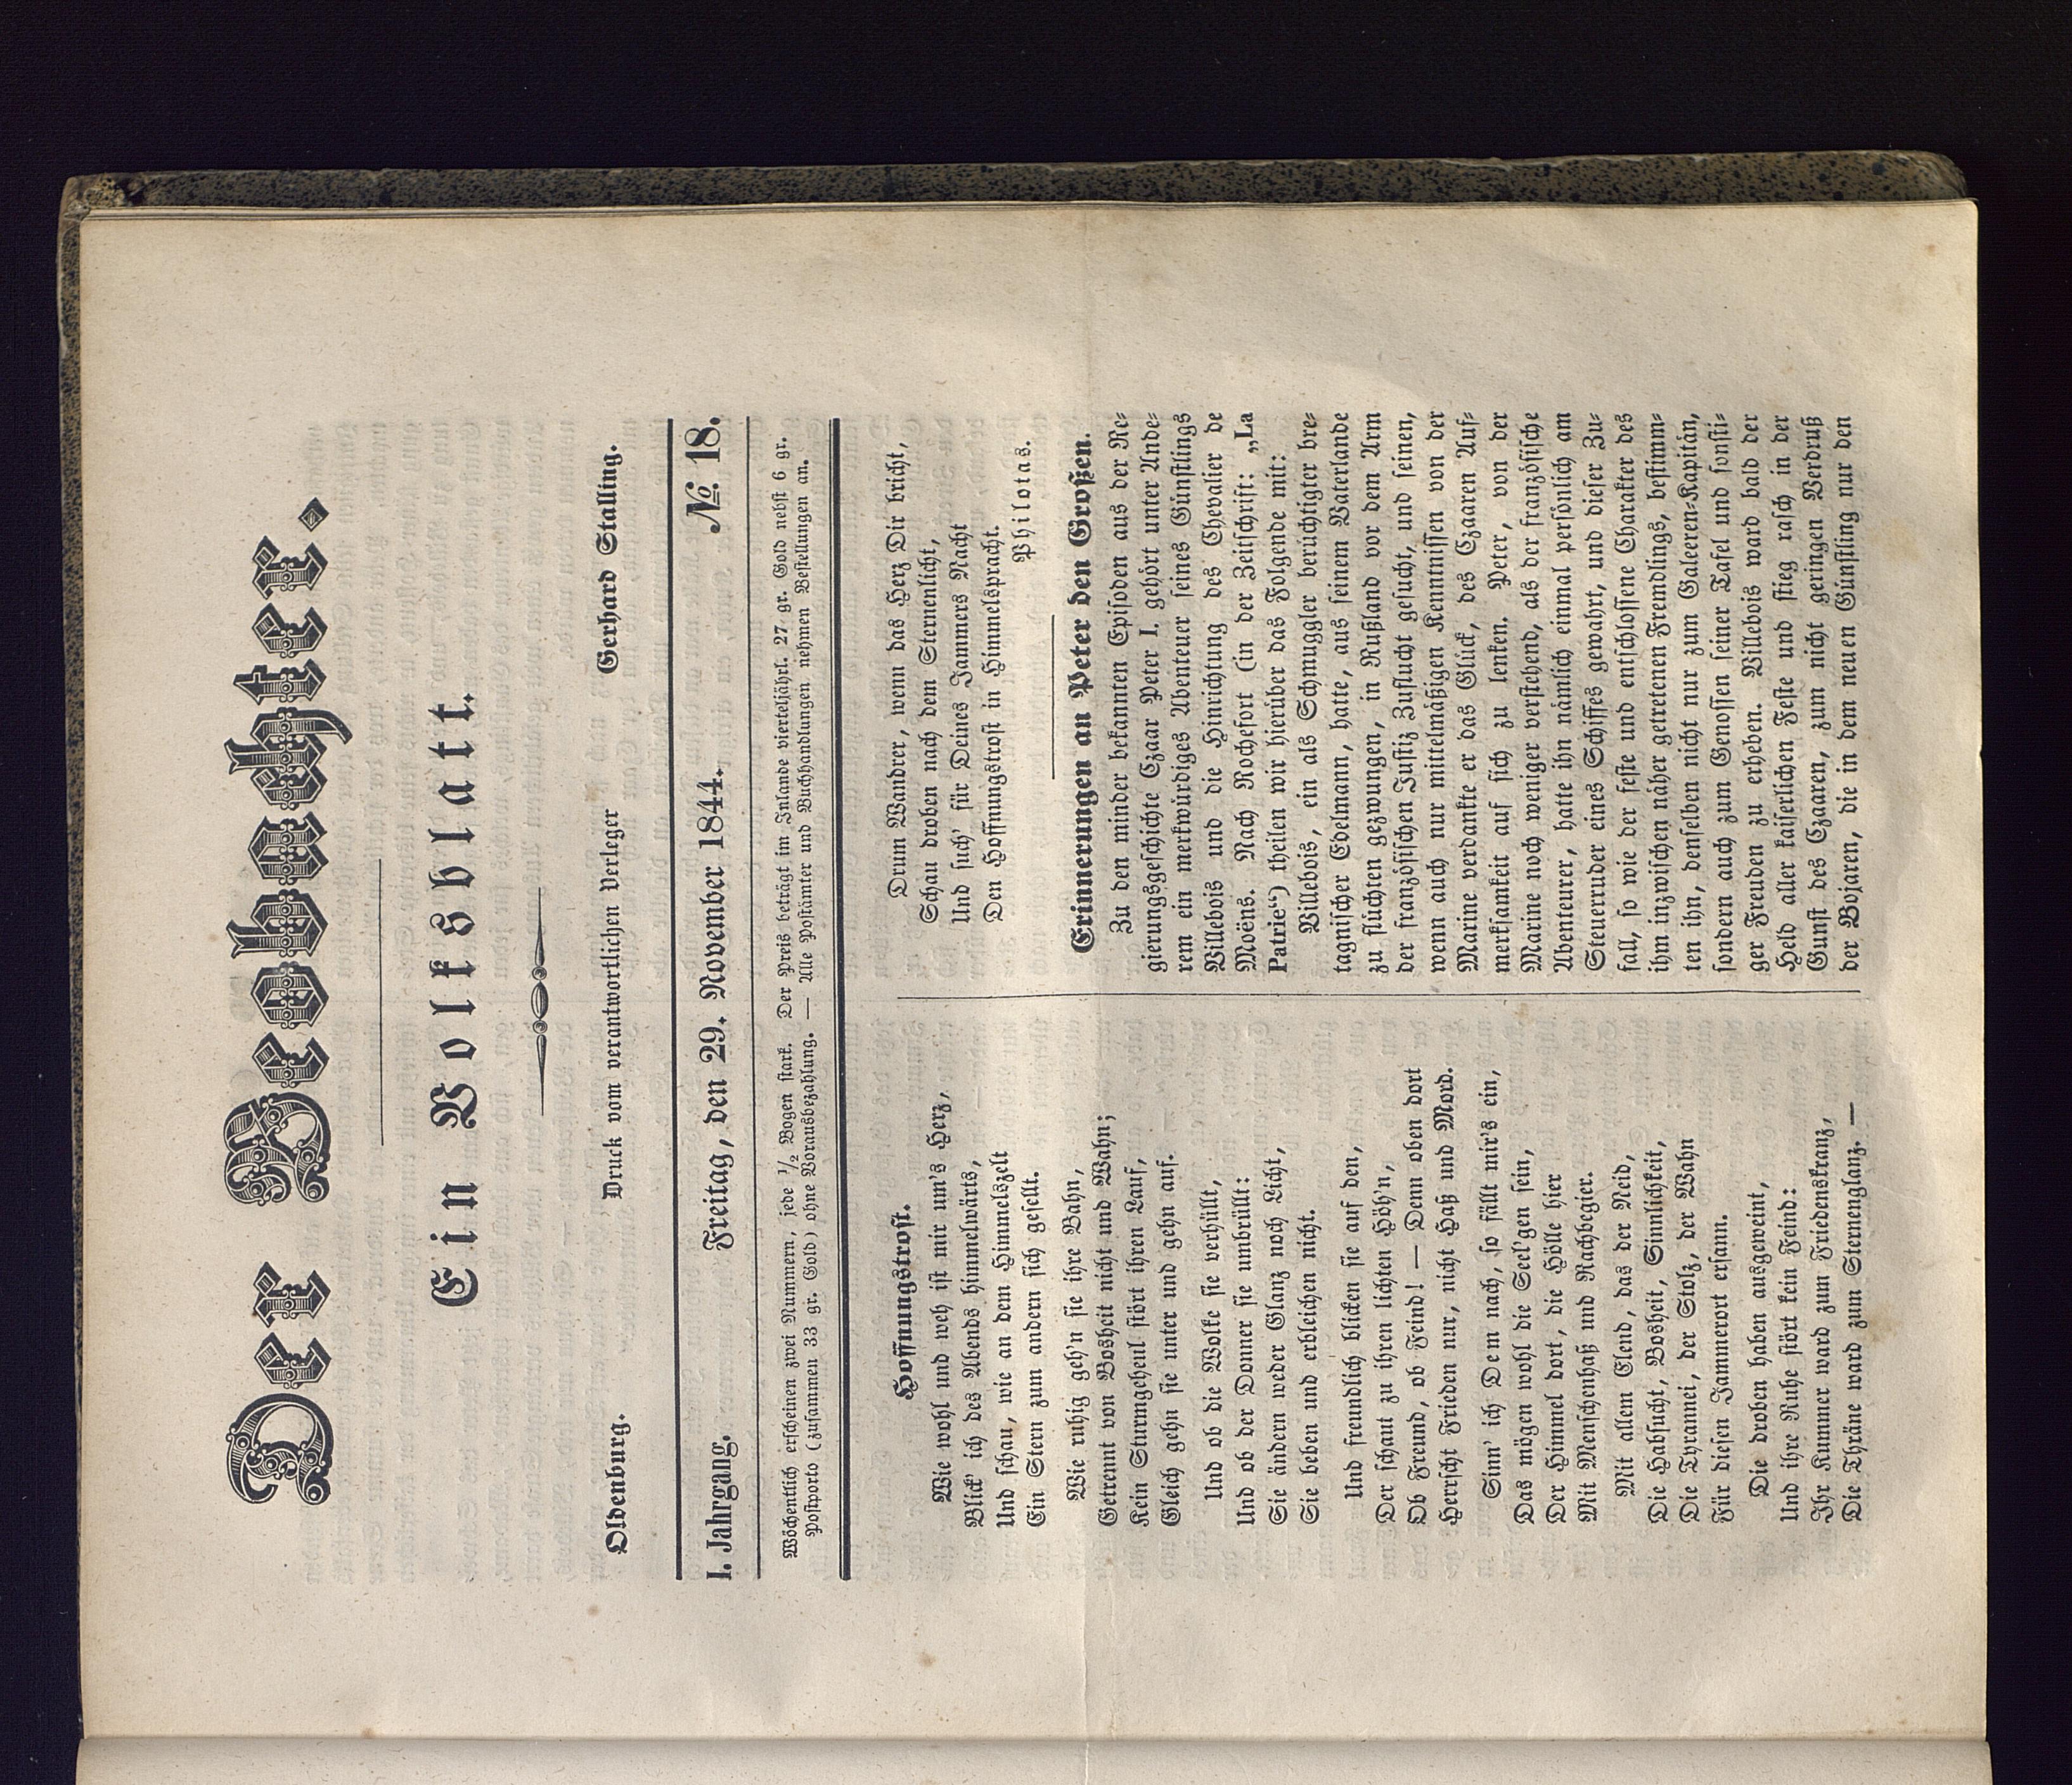 Der Beobachter.
Ein Volksblatt.
Oldenburg. Druck vom verantwortlichen Verleger Gerhard Stalling.
I. Jahrgang. Freitag, den 29. November 1844. № 18.
Wöchentlich erscheinen zwei Nummern, jede 1/2 Bogen stark. Der Preis beträgt im Inlande vierteljährl. 27 gr. Gold nebst 6 gr.
Postporto (zusammen 33 gr. Gold) ohne Vorausbezahlung. — Alle Postämter und Buchhandlungen nehmen Bestellungen an.
Hoffnungstrost.
Wie wohl und weh ist mir um's Herz,
Blick' ich des Abends himmelwärts,
Und schau, wie an dem Himmelszelt
Ein Stern zum andern sich gesellt.
Wie ruhig geh'n sie ihre Bahn,
Getrennt von Bosheit nicht und Wahn;
Kein Sturmgeheul stört ihren Lauf,
Gleich gehn sie unter und gehn auf.
Und ob die Wolke sie verhüllt,
Und ob der Donner sie umbrüllt:
Sie ändern weder Glanz noch Licht,
Sie beben und erbleichen nicht.
Und freundlich blicken sie auf den,
Der schaut zu ihren lichten Höh'n,
Ob Freund, ob Feind! — Denn oben dort
Herrscht Frieden nur, nicht Haß und Mord.
Sinn' ich Dem nach, so fällt mir's ein,
Das mögen wohl die Seel'gen sein,
Der Himmel dort, die Hölle hier
Mit Menschenhaß und Rachbegier.
Mit allem Elend, das der Neid,
Die Habsucht, Bosheit, Sinnlichkeit,
Die Tyrannei, der Stolz, der Wahn
Für diesen Jammerort ersann.
Die droben haben ausgeweint,
Und ihre Ruhe stört kein Feind:
Ihr Kummer ward zum Friedenskranz,
Die Thräne ward zum Sternenglanz. —
Drum Wandrer, wenn das Herz Dir bricht,
Schau droben nach dem Sternenlicht,
Und such' für Deines Jammers Nacht
Den Hoffnungstrost in Himmelspracht.
Philotas.
Erinnerungen an Peter den Großen.
Zu den minder bekannten Episoden aus der Re-
gierungsgeschichte Czaar Peter I. gehört unter Ande-
rem ein merkwürdiges Abenteuer seines Günstlings
Villebois und die Hinrichtung des Chevalier de
Moëns. Nach Rochefort (in der Zeitschrift: „La
Patrie“) theilen wir hierüber das Folgende mit:
Villebois, ein als Schmuggler berüchtigter bre-
tagnischer Edelmann, hatte, aus seinem Vaterlande
zu flüchten gezwungen, in Rußland vor dem Arm
der französischen Justiz Zuflucht gesucht, und seinen,
wenn auch nur mittelmäßigen Kenntnissen von der
Marine verdankte er das Glück, des Czaaren Auf-
merksamkeit auf sich zu lenken. Peter, von der
Marine noch weniger verstehend, als der französische
Abenteurer, hatte ihn nämlich einmal persönlich am
Steuerruder eines Schiffes gewahrt, und dieser Zu-
fall, so wie der feste und entschlossene Charakter des
ihm inzwischen näher getretenen Fremdlings, bestimm-
ten ihn, denselben nicht nur zum Galeeren-Kapitän,
sondern auch zum Genossen seiner Tafel und sonsti-
ger Freuden zu erheben. Villebois ward bald der
Held aller kaiserlichen Feste und stieg rasch in der
Gunst des Czaaren, zum nicht geringen Verdruß
der Bojaren, die in dem neuen Günstling nur den